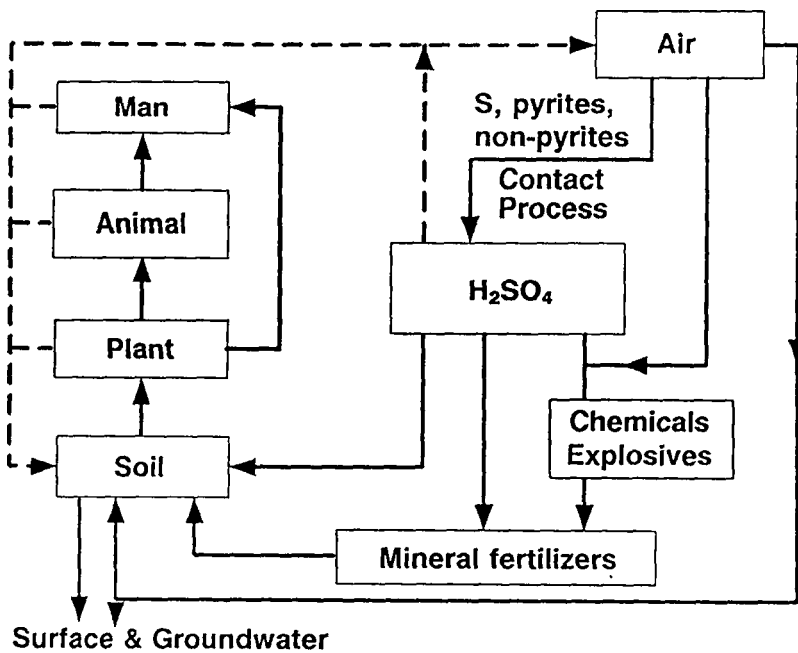 Air
Man
S, pyrites,
non-pyrites
Contact
Process
Animal
H₂SO₄
Plant
Chemicals
Explosives
Soil
Mineral fertilizers
Surface & Groundwater